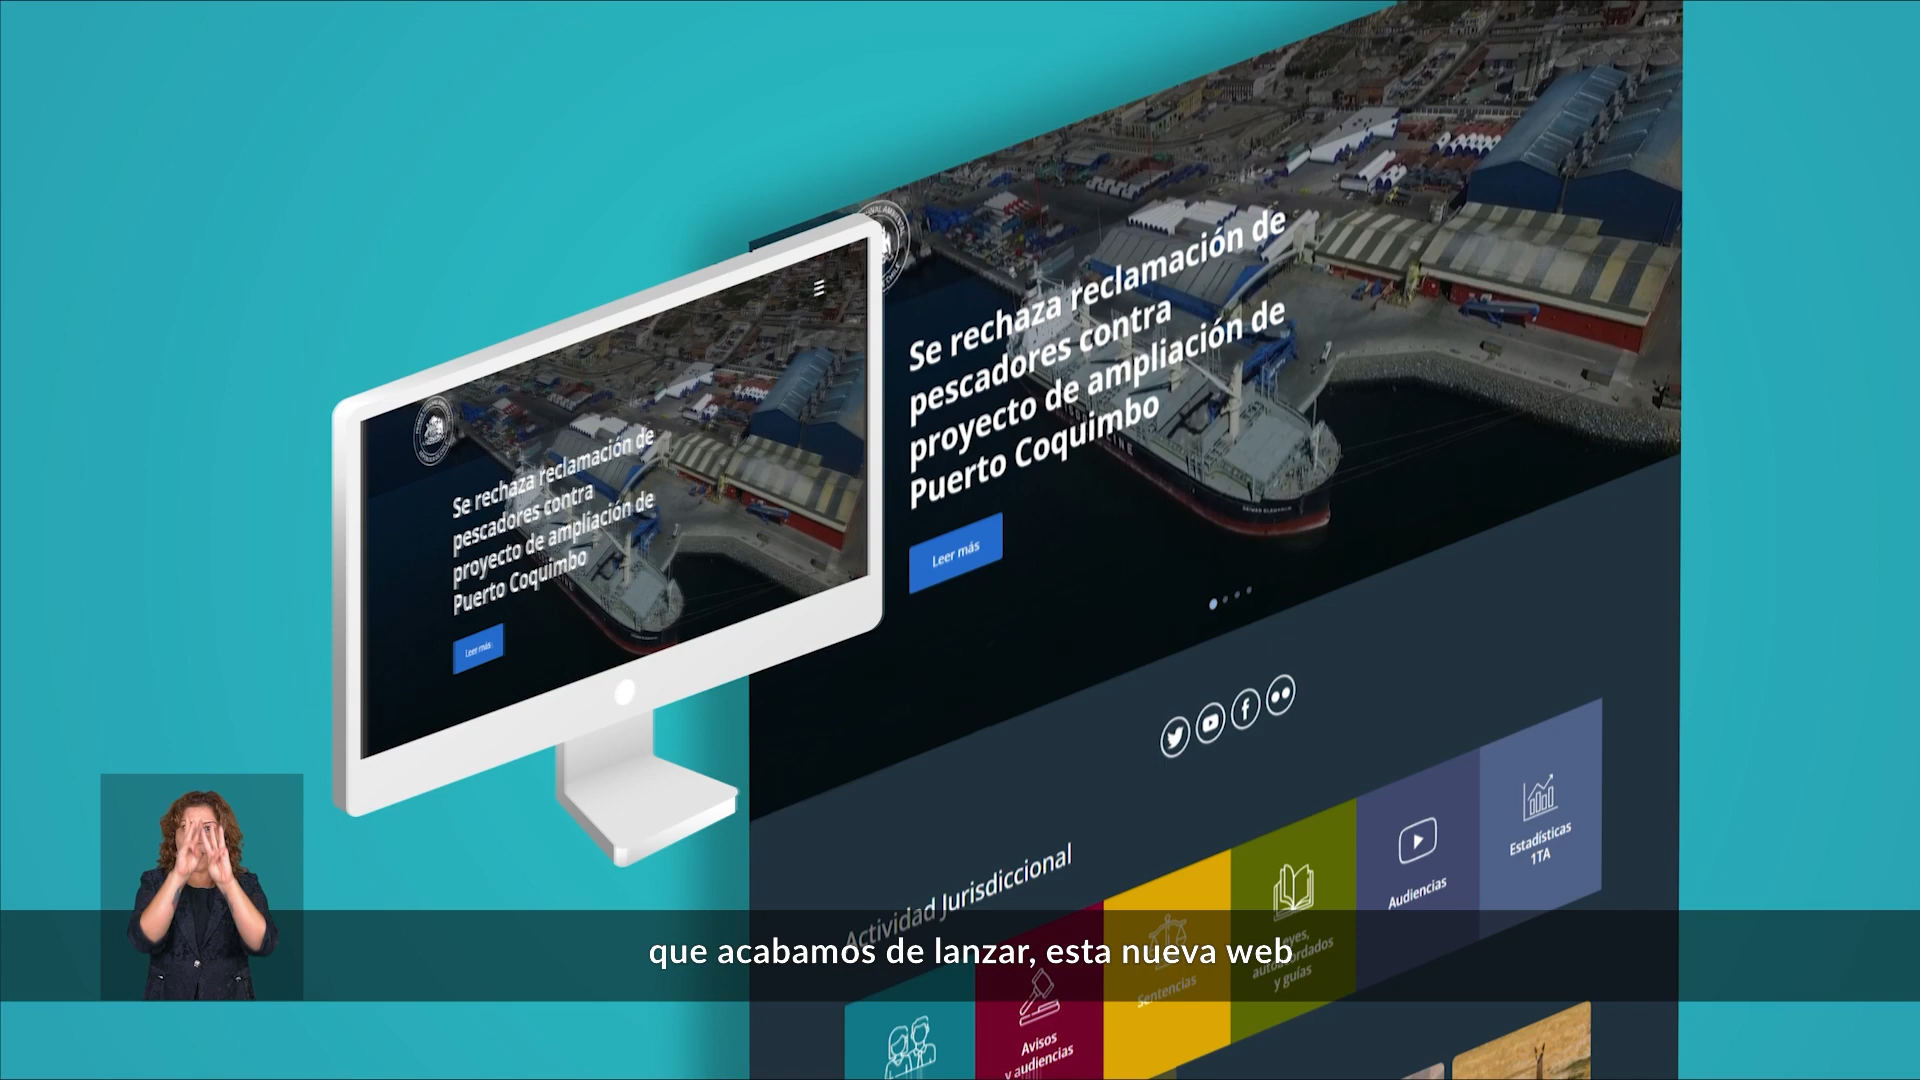 Se rechaza reclamación de
pescadores contra
proyecto de ampliación de
Puerto Coquimbo
Leer más
Se rechaza reclamación de
pescadores contra
proyecto de ampliación de
Puerto Coquimbo
Leer más
Actividad Jurisdiccional
Avisos
y audiencias
Sentencias
y guías
Audiencias
Estadísticas
1TA
que acabamos de lanzar, esta nueva web